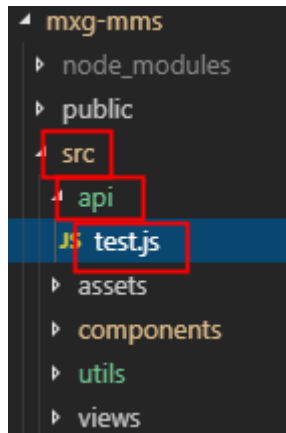 mxg-mms
node_modules
public
src
api
JS test.js
assets
components
utils
views